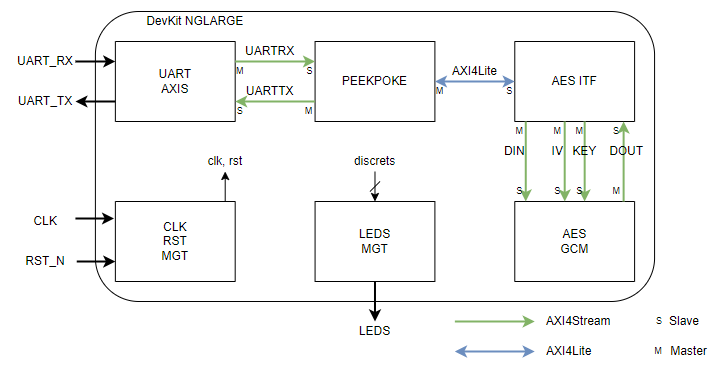 DevKit NGLARGE
UART_RX
UART_TX
UART
AXIS
UARTRX
M
S
UARTTX
S
M
PEEKPOKE
AXI4Lite
M
S
AES ITF
M
M
M
S
DIN
IV
KEY
DOUT
S
S
S
M
clk, rst
discrets
CLK
RST_N
CLK
RST
MGT
LEDS
MGT
AES
GCM
LEDS
AXI4Stream
S Slave
AXI4Lite
M Master